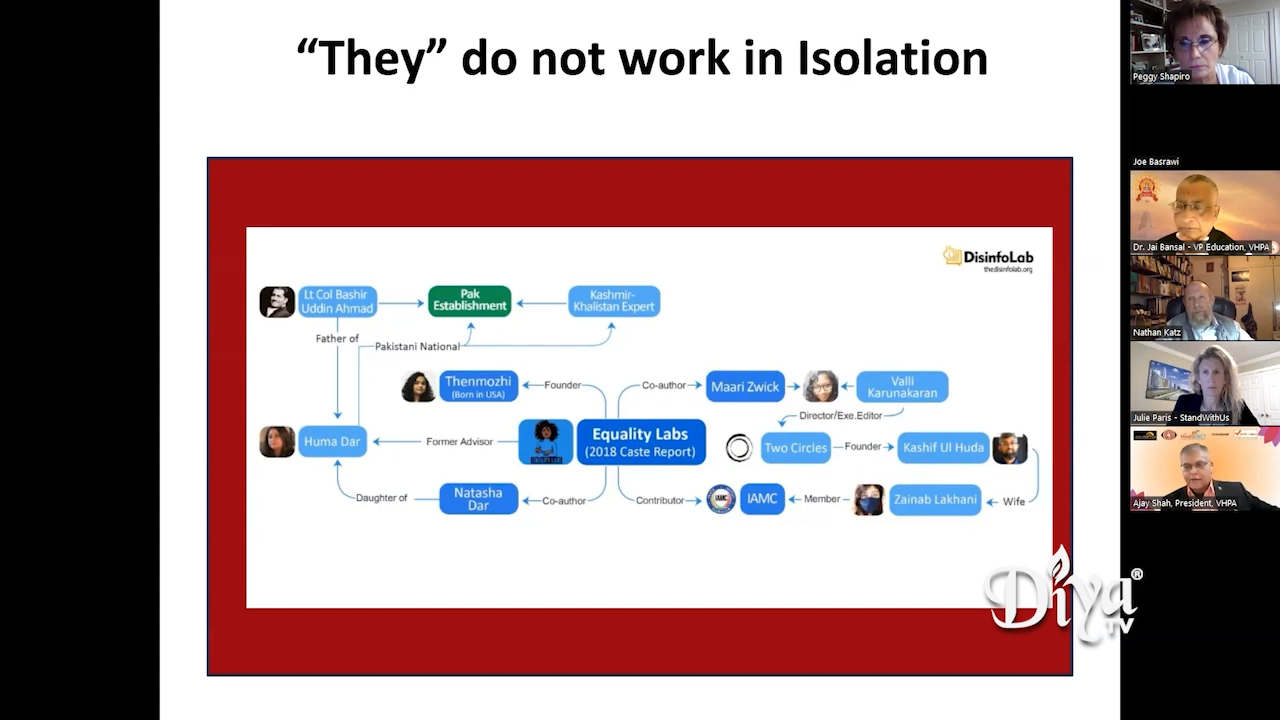 “They” do not work in Isolation
DisinfoLab
thedisinfolab.org
Lt Col Bashir
Uddin Ahmad
Pak
Establishment
Kashmir-
Khalistan Expert
Father of
Pakistani National
Thenmozhi
(Born in USA)
Founder
Co-author
Maari Zwick
Valli
Karunakaran
Director/Exe.Editor
Huma Dar
Former Advisor
Equality Labs
(2018 Caste Report)
Two Circles
Founder
Kashif Ul Huda
Daughter of
Natasha
Dar
Co-author
Contributor
IAMC
IAMC
Member
Zainab Lakhani
Wife
Diya®
TV
Peggy Shapiro
Joe Basrawi
Dr. Jai Bansal - VP Education, VHPA
Nathan Katz
Julie Paris - StandWithUs
Ajay Shah, President, VHPA